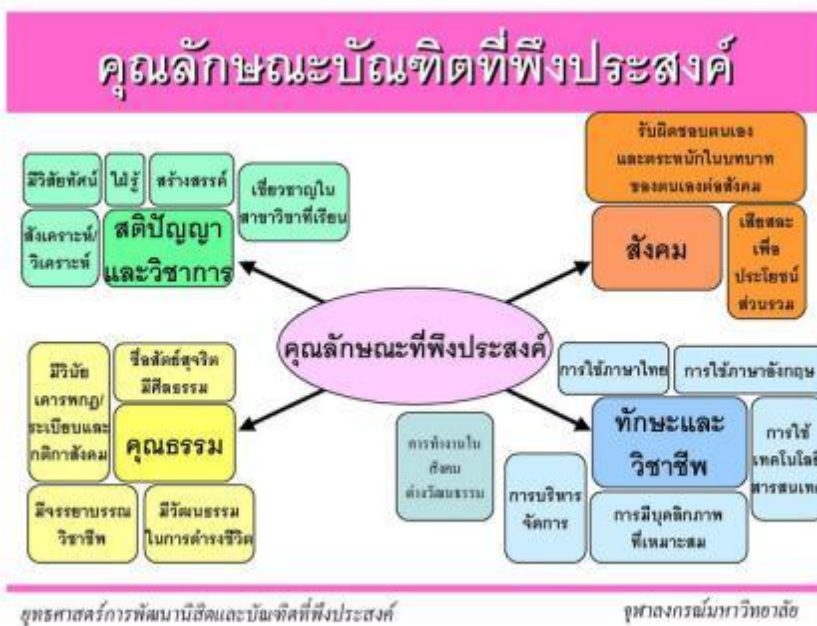 คุณลักษณะบัณฑิตที่พึงประสงค์
มีวิสัยทัศน์
ใฝ่รู้
สร้างสรรค์
เชี่ยวชาญใน
สาขาวิชาที่เรียน
สังเคราะห์/
วิเคราะห์
สติปัญญา
และวิชาการ
รับผิดชอบตนเอง
และตระหนักในบทบาท
ของตนเองต่อสังคม
สังคม
เสียสละ
เพื่อ
ประโยชน์
ส่วนรวม
คุณลักษณะที่พึงประสงค์
มีวินัย
เคารพกฎ/
ระเบียบและ
กติกาสังคม
ซื่อสัตย์สุจริต
มีศีลธรรม
คุณธรรม
มีจรรยาบรรณ
วิชาชีพ
มีวัฒนธรรม
ในการดำรงชีวิต
การใช้ภาษาไทย
การใช้ภาษาอังกฤษ
ทักษะและ
วิชาชีพ
การใช้
เทคโนโลยี
สารสนเทศ
การทำงานใน
สังคม
ต่างวัฒนธรรม
การบริหาร
จัดการ
การมีบุคลิกภาพ
ที่เหมาะสม
ยุทธศาสตร์การพัฒนานิสิตและบัณฑิตที่พึงประสงค์
จุฬาลงกรณ์มหาวิทยาลัย